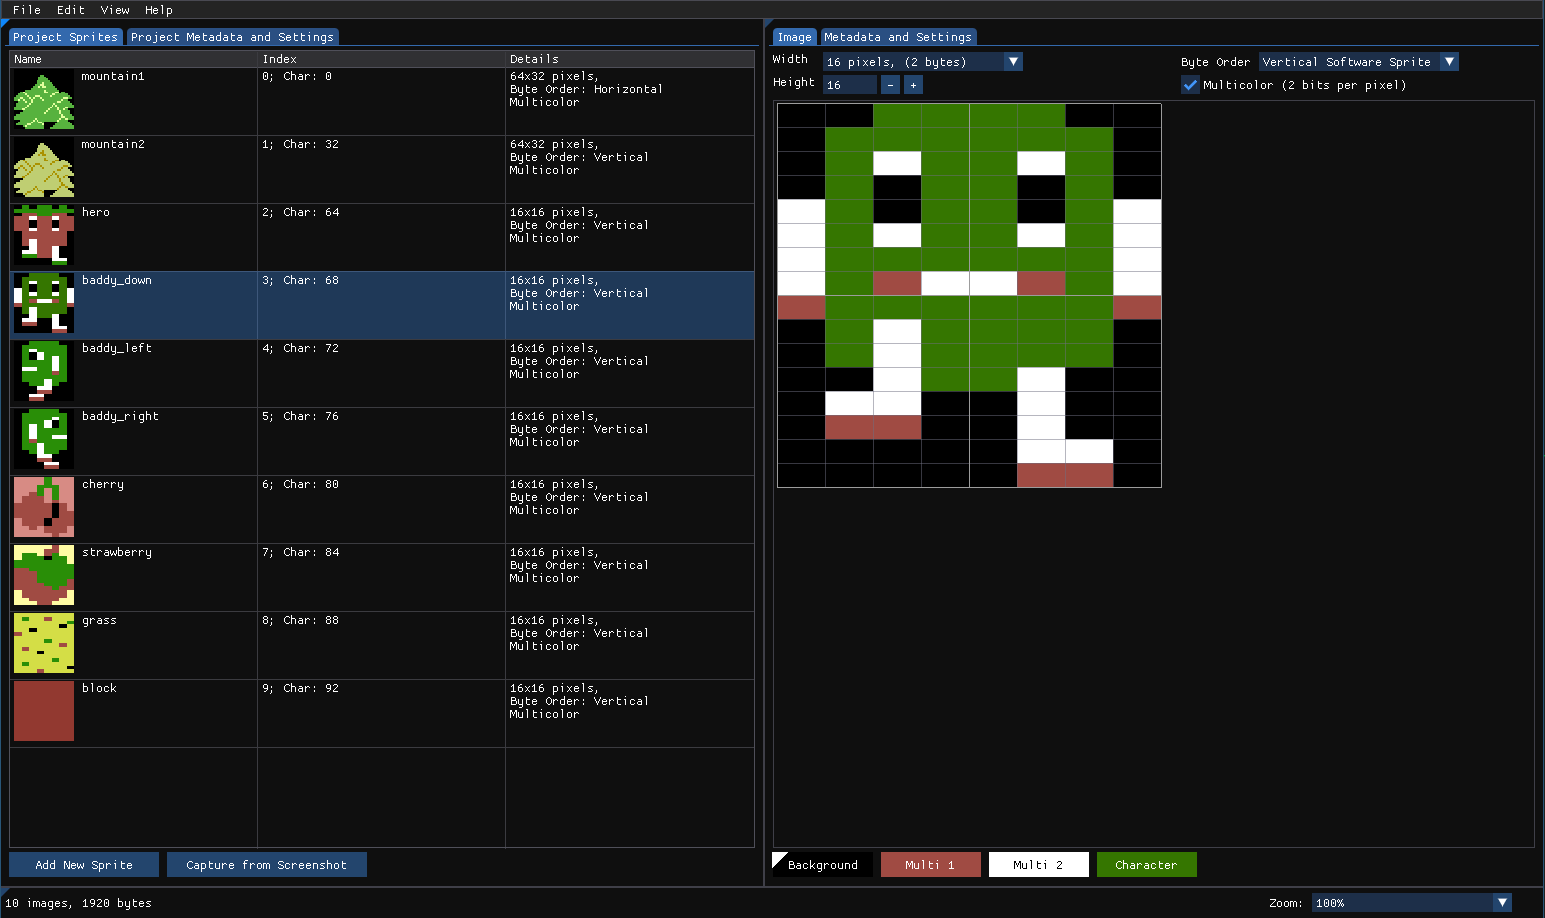 File Edit View Help
Project Sprites Project Metadata and Settings
Name Index Details
mountain1 0; Char: 0 64x32 pixels,
Byte Order: Horizontal
Multicolor
mountain2 1; Char: 32 64x32 pixels,
Byte Order: Vertical
Multicolor
hero 2; Char: 64 16x16 pixels,
Byte Order: Vertical
Multicolor
baddy_down 3; Char: 68 16x16 pixels,
Byte Order: Vertical
Multicolor
baddy_left 4; Char: 72 16x16 pixels,
Byte Order: Vertical
Multicolor
baddy_right 5; Char: 76 16x16 pixels,
Byte Order: Vertical
Multicolor
cherry 6; Char: 80 16x16 pixels,
Byte Order: Vertical
Multicolor
strawberry 7; Char: 84 16x16 pixels,
Byte Order: Vertical
Multicolor
grass 8; Char: 88 16x16 pixels,
Byte Order: Vertical
Multicolor
block 9; Char: 92 16x16 pixels,
Byte Order: Vertical
Multicolor
Add New Sprite Capture from Screenshot
Image Metadata and Settings
Width 16 pixels, (2 bytes) Byte Order Vertical Software Sprite
Height 16 - + Multicolor (2 bits per pixel)
Background Multi 1 Multi 2 Character
10 images, 1920 bytes Zoom: 100%